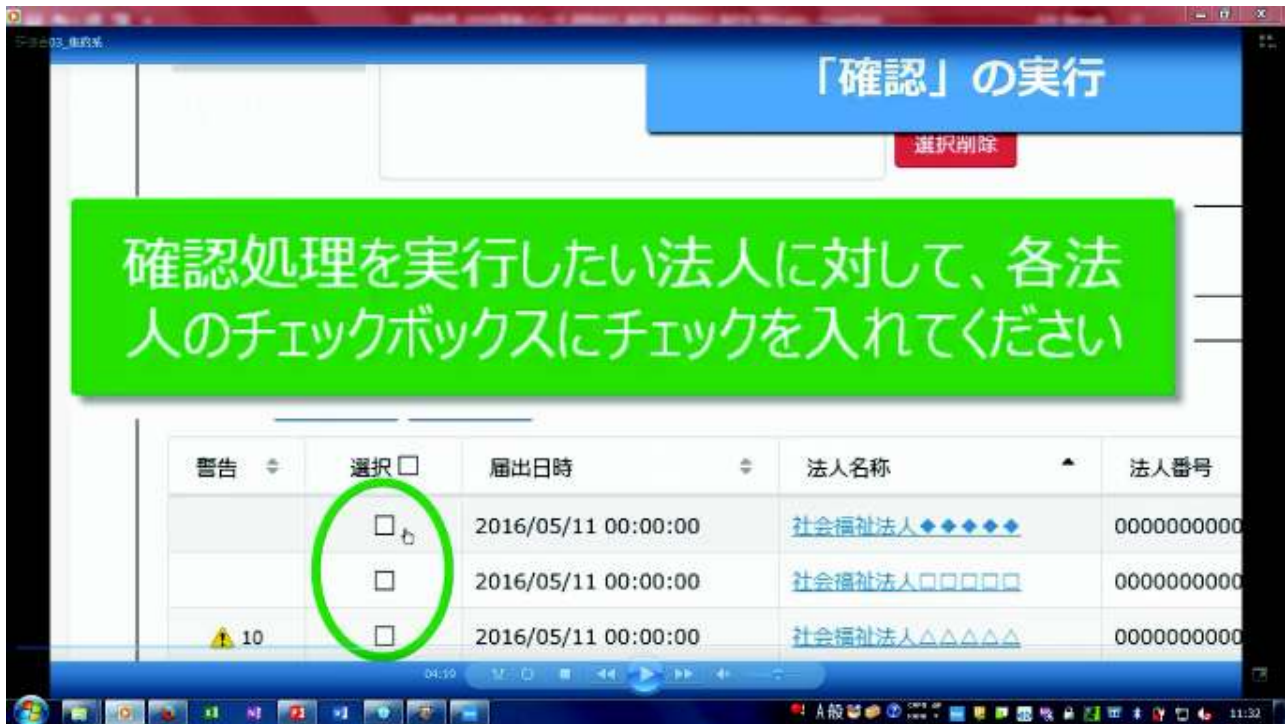 「確認」の実行
選択削除
確認処理を実行したい法人に対して、各法
人のチェックボックスにチェックを入れてください
警告 選択□ 届出日時 法人名称 法人番号
□ 2016/05/11 00:00:00 社会福祉法人◆◆◆◆◆ 0000000000
□ 2016/05/11 00:00:00 社会福祉法人□□□□□ 0000000000
10 □ 2016/05/11 00:00:00 社会福祉法人△△△△△ 0000000000
04:59
A 般
11:32